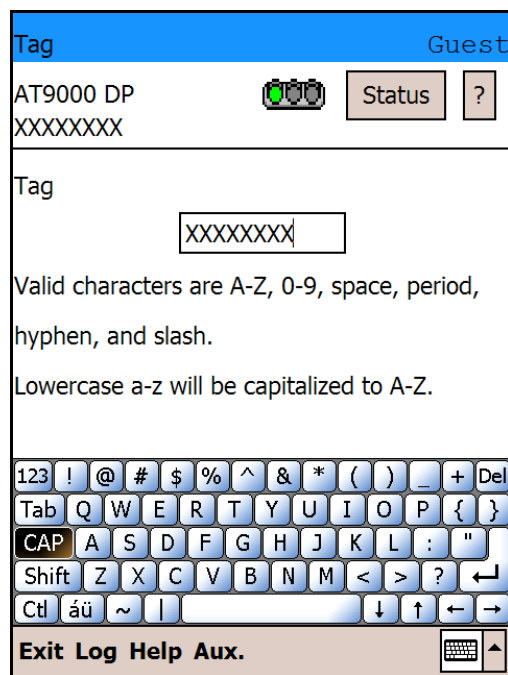 Tag Guest
AT9000 DP Status ?
XXXXXXXX
Tag
XXXXXXXX
Valid characters are A-Z, 0-9, space, period,
hyphen, and slash.
Lowercase a-z will be capitalized to A-Z.
123 ! @ # $ % ^ & * ( ) _ + Del
Tab Q W E R T Y U I O P { }
CAP A S D F G H J K L : "
Shift Z X C V B N M < > ? ↵
Ctl áü ~ | ↓ ↑ ← →
Exit Log Help Aux.